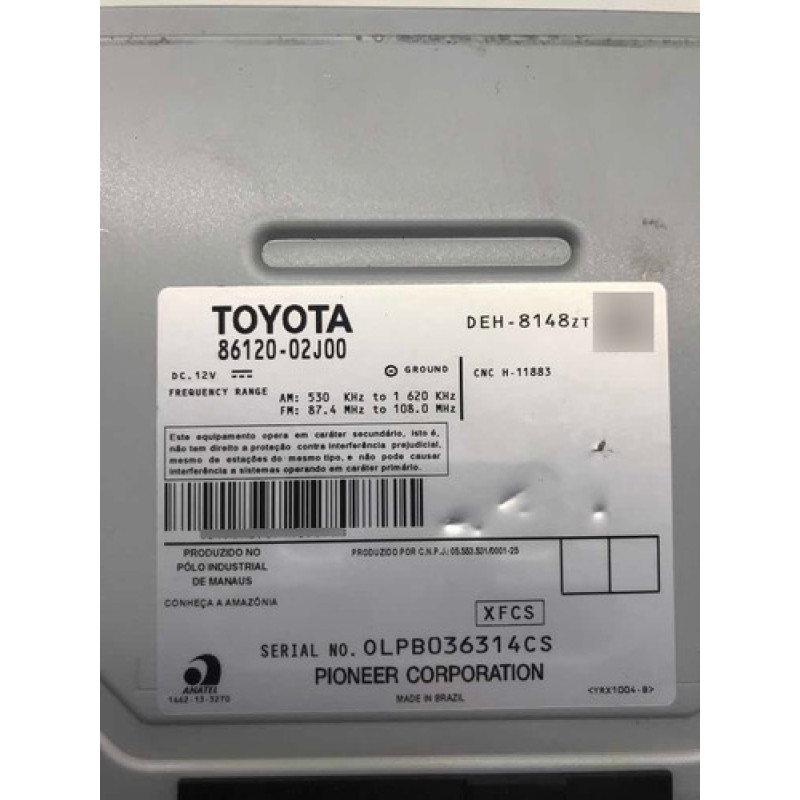 TOYOTA
86120-02J00
DEH-8148ZT
DC.12V
GROUND
CNC H-11883
FREQUENCY RANGE
AM: 530 KHz to 1 620 KHz
FM: 87.4 MHz to 108.0 MHz
Este equipamento opera em caráter secundário, isto é,
não tem direito a proteção contra interferência prejudicial,
mesmo de estações do mesmo tipo, e não pode causar
interferência a sistemas operando em caráter primário.
PRODUZIDO NO
PÓLO INDUSTRIAL
DE MANAUS
PRODUZIDO POR C.N.P.J.: 05.553.531/0001-25
CONHEÇA A AMAZÔNIA
XFCS
SERIAL NO. OLPB036314CS
PIONEER CORPORATION
ANATEL
1462-13-3270
MADE IN BRAZIL
<YRX1004-B>